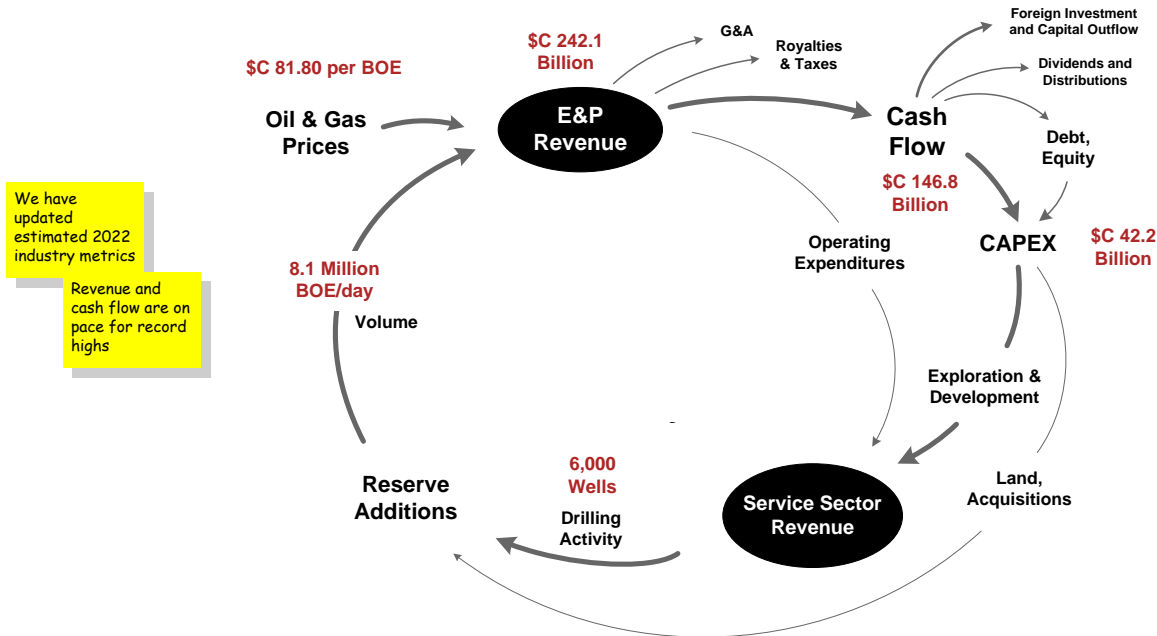 $C 81.80 per BOE
Oil & Gas
Prices
$C 242.1
Billion
E&P
Revenue
G&A
Royalties
& Taxes
Foreign Investment
and Capital Outflow
Dividends and
Distributions
Cash
Flow
$C 146.8
Billion
Debt,
Equity
CAPEX
$C 42.2
Billion
Operating
Expenditures
Exploration &
Development
Land,
Acquisitions
Service Sector
Revenue
6,000
Wells
Drilling
Activity
Reserve
Additions
8.1 Million
BOE/day
Volume
We have
updated
estimated 2022
industry metrics
Revenue and
cash flow are on
pace for record
highs